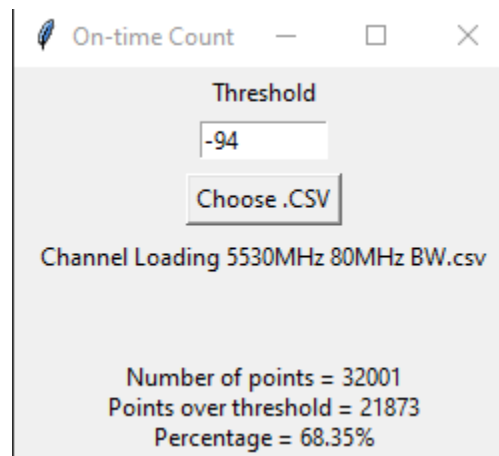 On-time Count
Threshold
-94
Choose .CSV
Channel Loading 5530MHz 80MHz BW.csv
Number of points = 32001
Points over threshold = 21873
Percentage = 68.35%